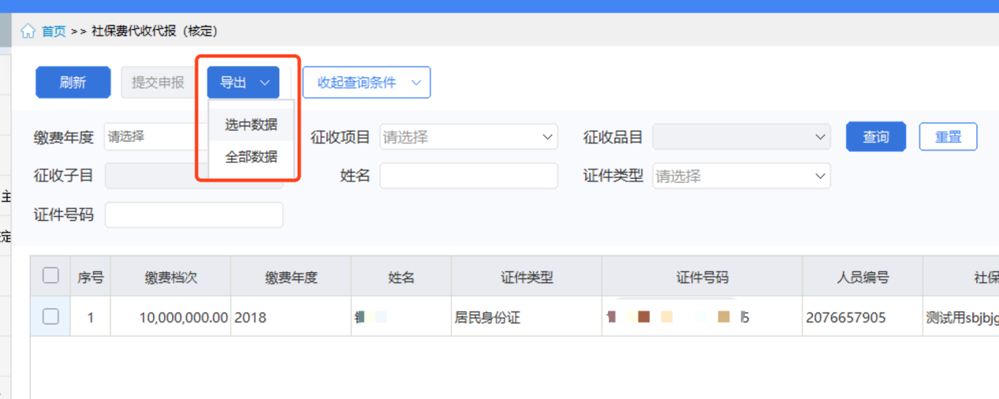 首页 >> 社保费代收代报（核定）
刷新 提交申报 导出 收起查询条件
选中数据
全部数据
缴费年度 请选择 征收项目 请选择 征收品目 查询 重置
征收子目 姓名 证件类型 请选择
证件号码
主
定
序号 缴费档次 缴费年度 姓名 证件类型 证件号码 人员编号 社保
1 10,000,000.00 2018 居民身份证 5 2076657905 测试用sbjbjg